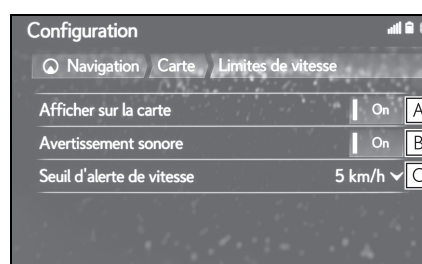 Configuration
Navigation Carte Limites de vitesse
Afficher sur la carte On A
Avertissement sonore On B
Seuil d'alerte de vitesse 5 km/h C